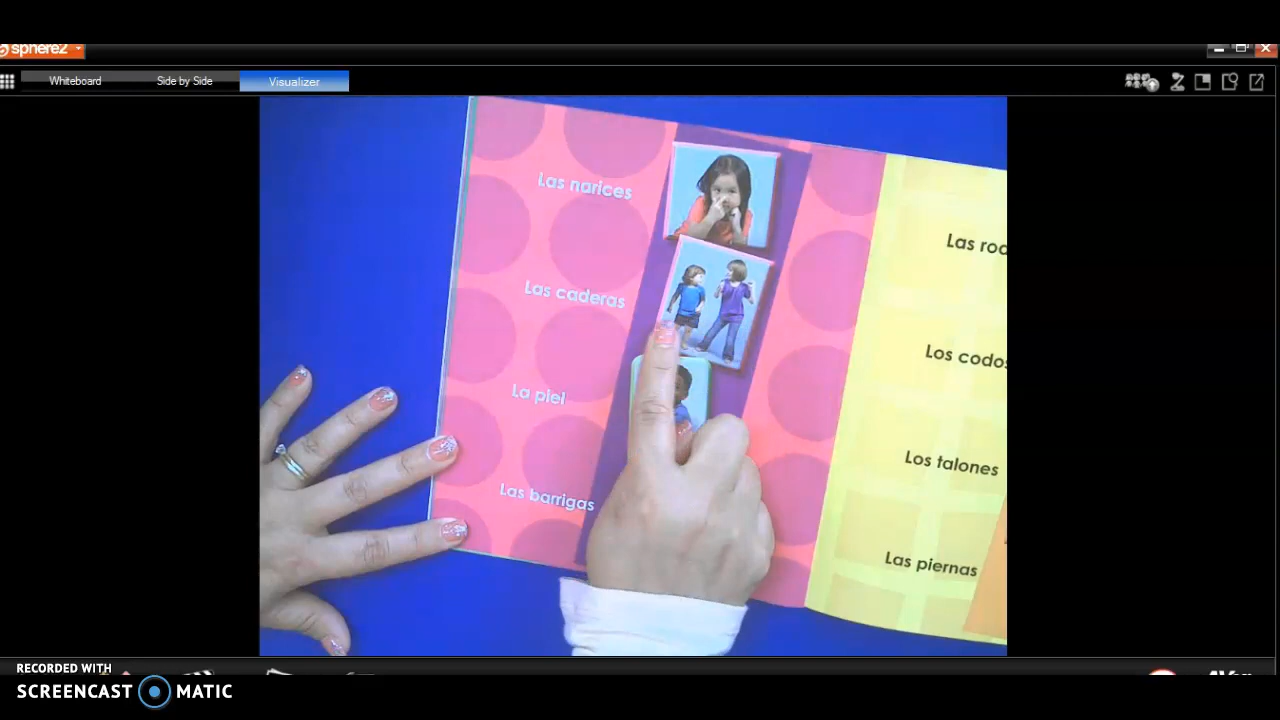 sphere2
Whiteboard
Side by Side
Visualizer
Las narices
Las caderas
La piel
Las barrigas
Los codos
Los talones
Las piernas
RECORDED WITH
SCREENCAST MATIC